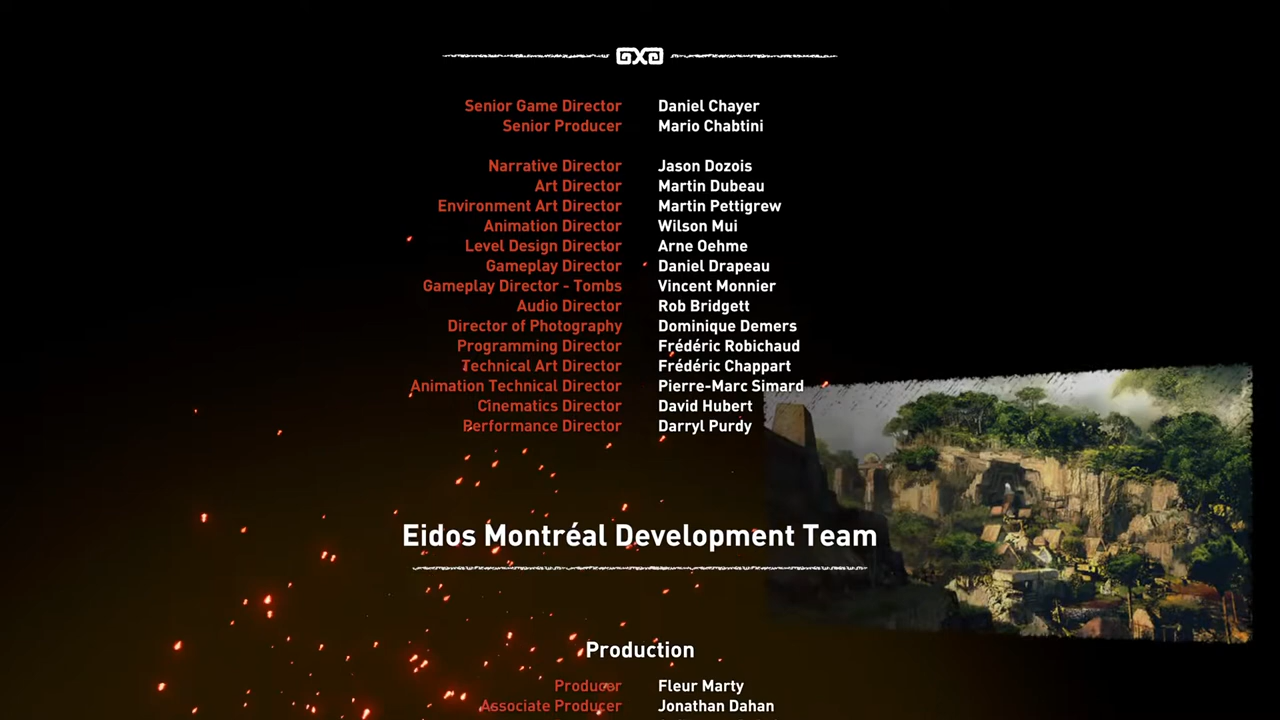 Senior Game Director Daniel Chayer
Senior Producer Mario Chabtini
Narrative Director Jason Dozois
Art Director Martin Dubeau
Environment Art Director Martin Pettigrew
Animation Director Wilson Mui
Level Design Director Arne Oehme
Gameplay Director Daniel Drapeau
Gameplay Director - Tombs Vincent Monnier
Audio Director Rob Bridgett
Director of Photography Dominique Demers
Programming Director Frédéric Robichaud
Technical Art Director Frédéric Chappart
Animation Technical Director Pierre-Marc Simard
Cinematics Director David Hubert
Performance Director Darryl Purdy
Eidos Montréal Development Team
Production
Producer Fleur Marty
Associate Producer Jonathan Dahan